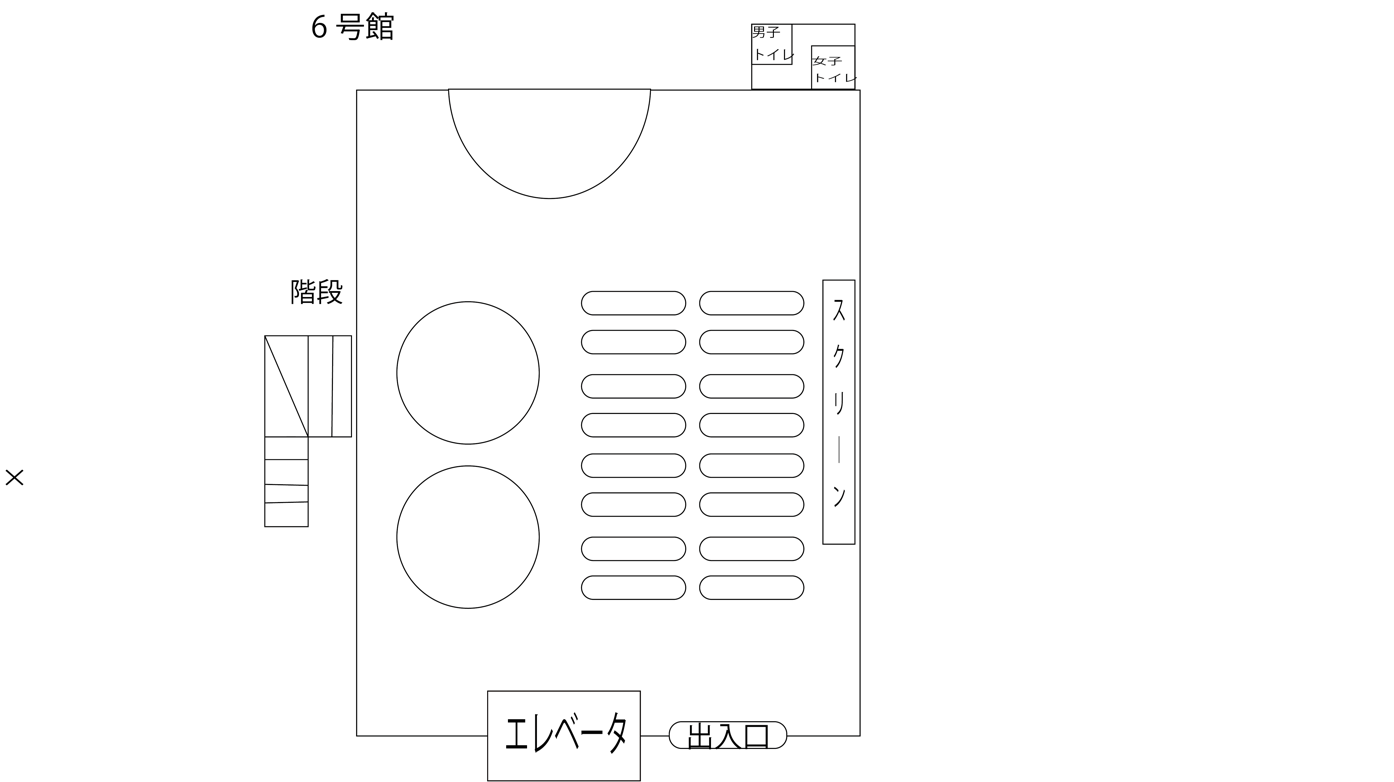 6号館
男子
トイレ
女子
トイレ
階段
スクリーン
×
エレベータ
出入口